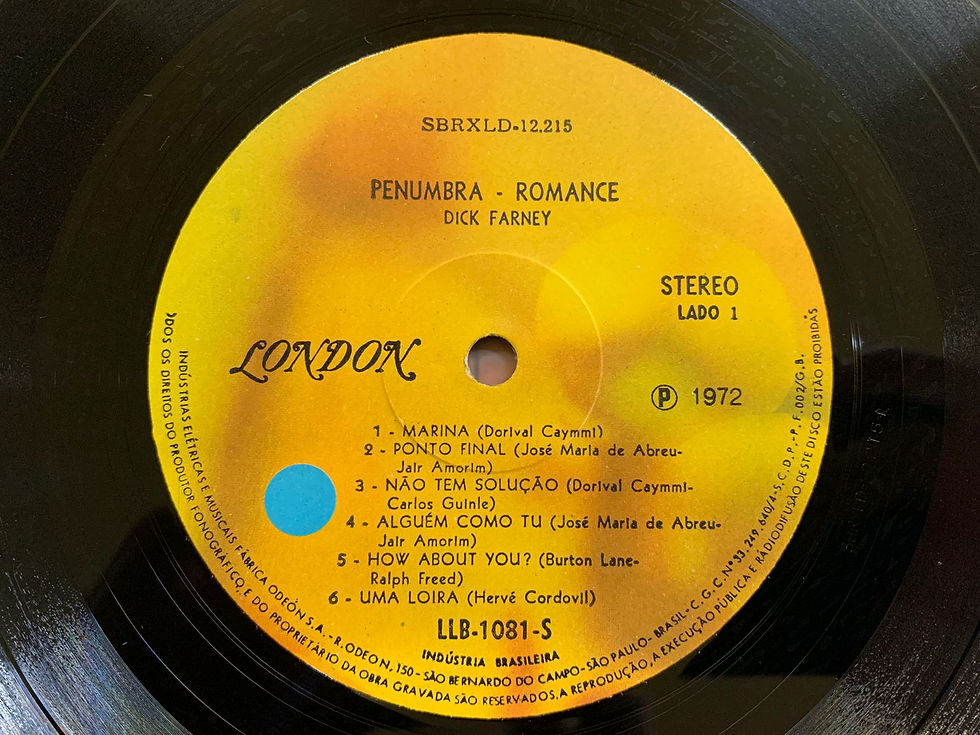 SBRXLD-12.215
PENUMBRA - ROMANCE
DICK FARNEY
STEREO
LADO 1
LONDON
Ⓟ 1972
1 - MARINA (Dorival Caymmi)
2 - PONTO FINAL (José Maria de Abreu-
Jair Amorim)
3 - NÃO TEM SOLUÇÃO (Dorival Caymmi-
Carlos Guinle)
4 - ALGUÉM COMO TU (José Maria de Abreu-
Jair Amorim)
5 - HOW ABOUT YOU? (Burton Lane-
Ralph Freed)
6 - UMA LOIRA (Hervé Cordovil)
LLB-1081-S
INDÚSTRIA BRASILEIRA
INDÚSTRIAS ELÉTRICAS E MUSICAIS FÁBRICA ODEON S.A. - R. ODEON, 150 - SÃO BERNARDO DO CAMPO - SÃO PAULO - BRASIL - C.G.C. Nº 33.249.640/4 - S.C.D.P. - P.F. 002/G.B.
DOS OS DIREITOS DO PRODUTOR FONOGRÁFICO, E DO PROPRIETÁRIO DA OBRA GRAVADA SÃO RESERVADOS. A REPRODUÇÃO, A EXECUÇÃO PÚBLICA E RÁDIODIFUSÃO DESTE DISCO ESTÃO PROIBIDAS